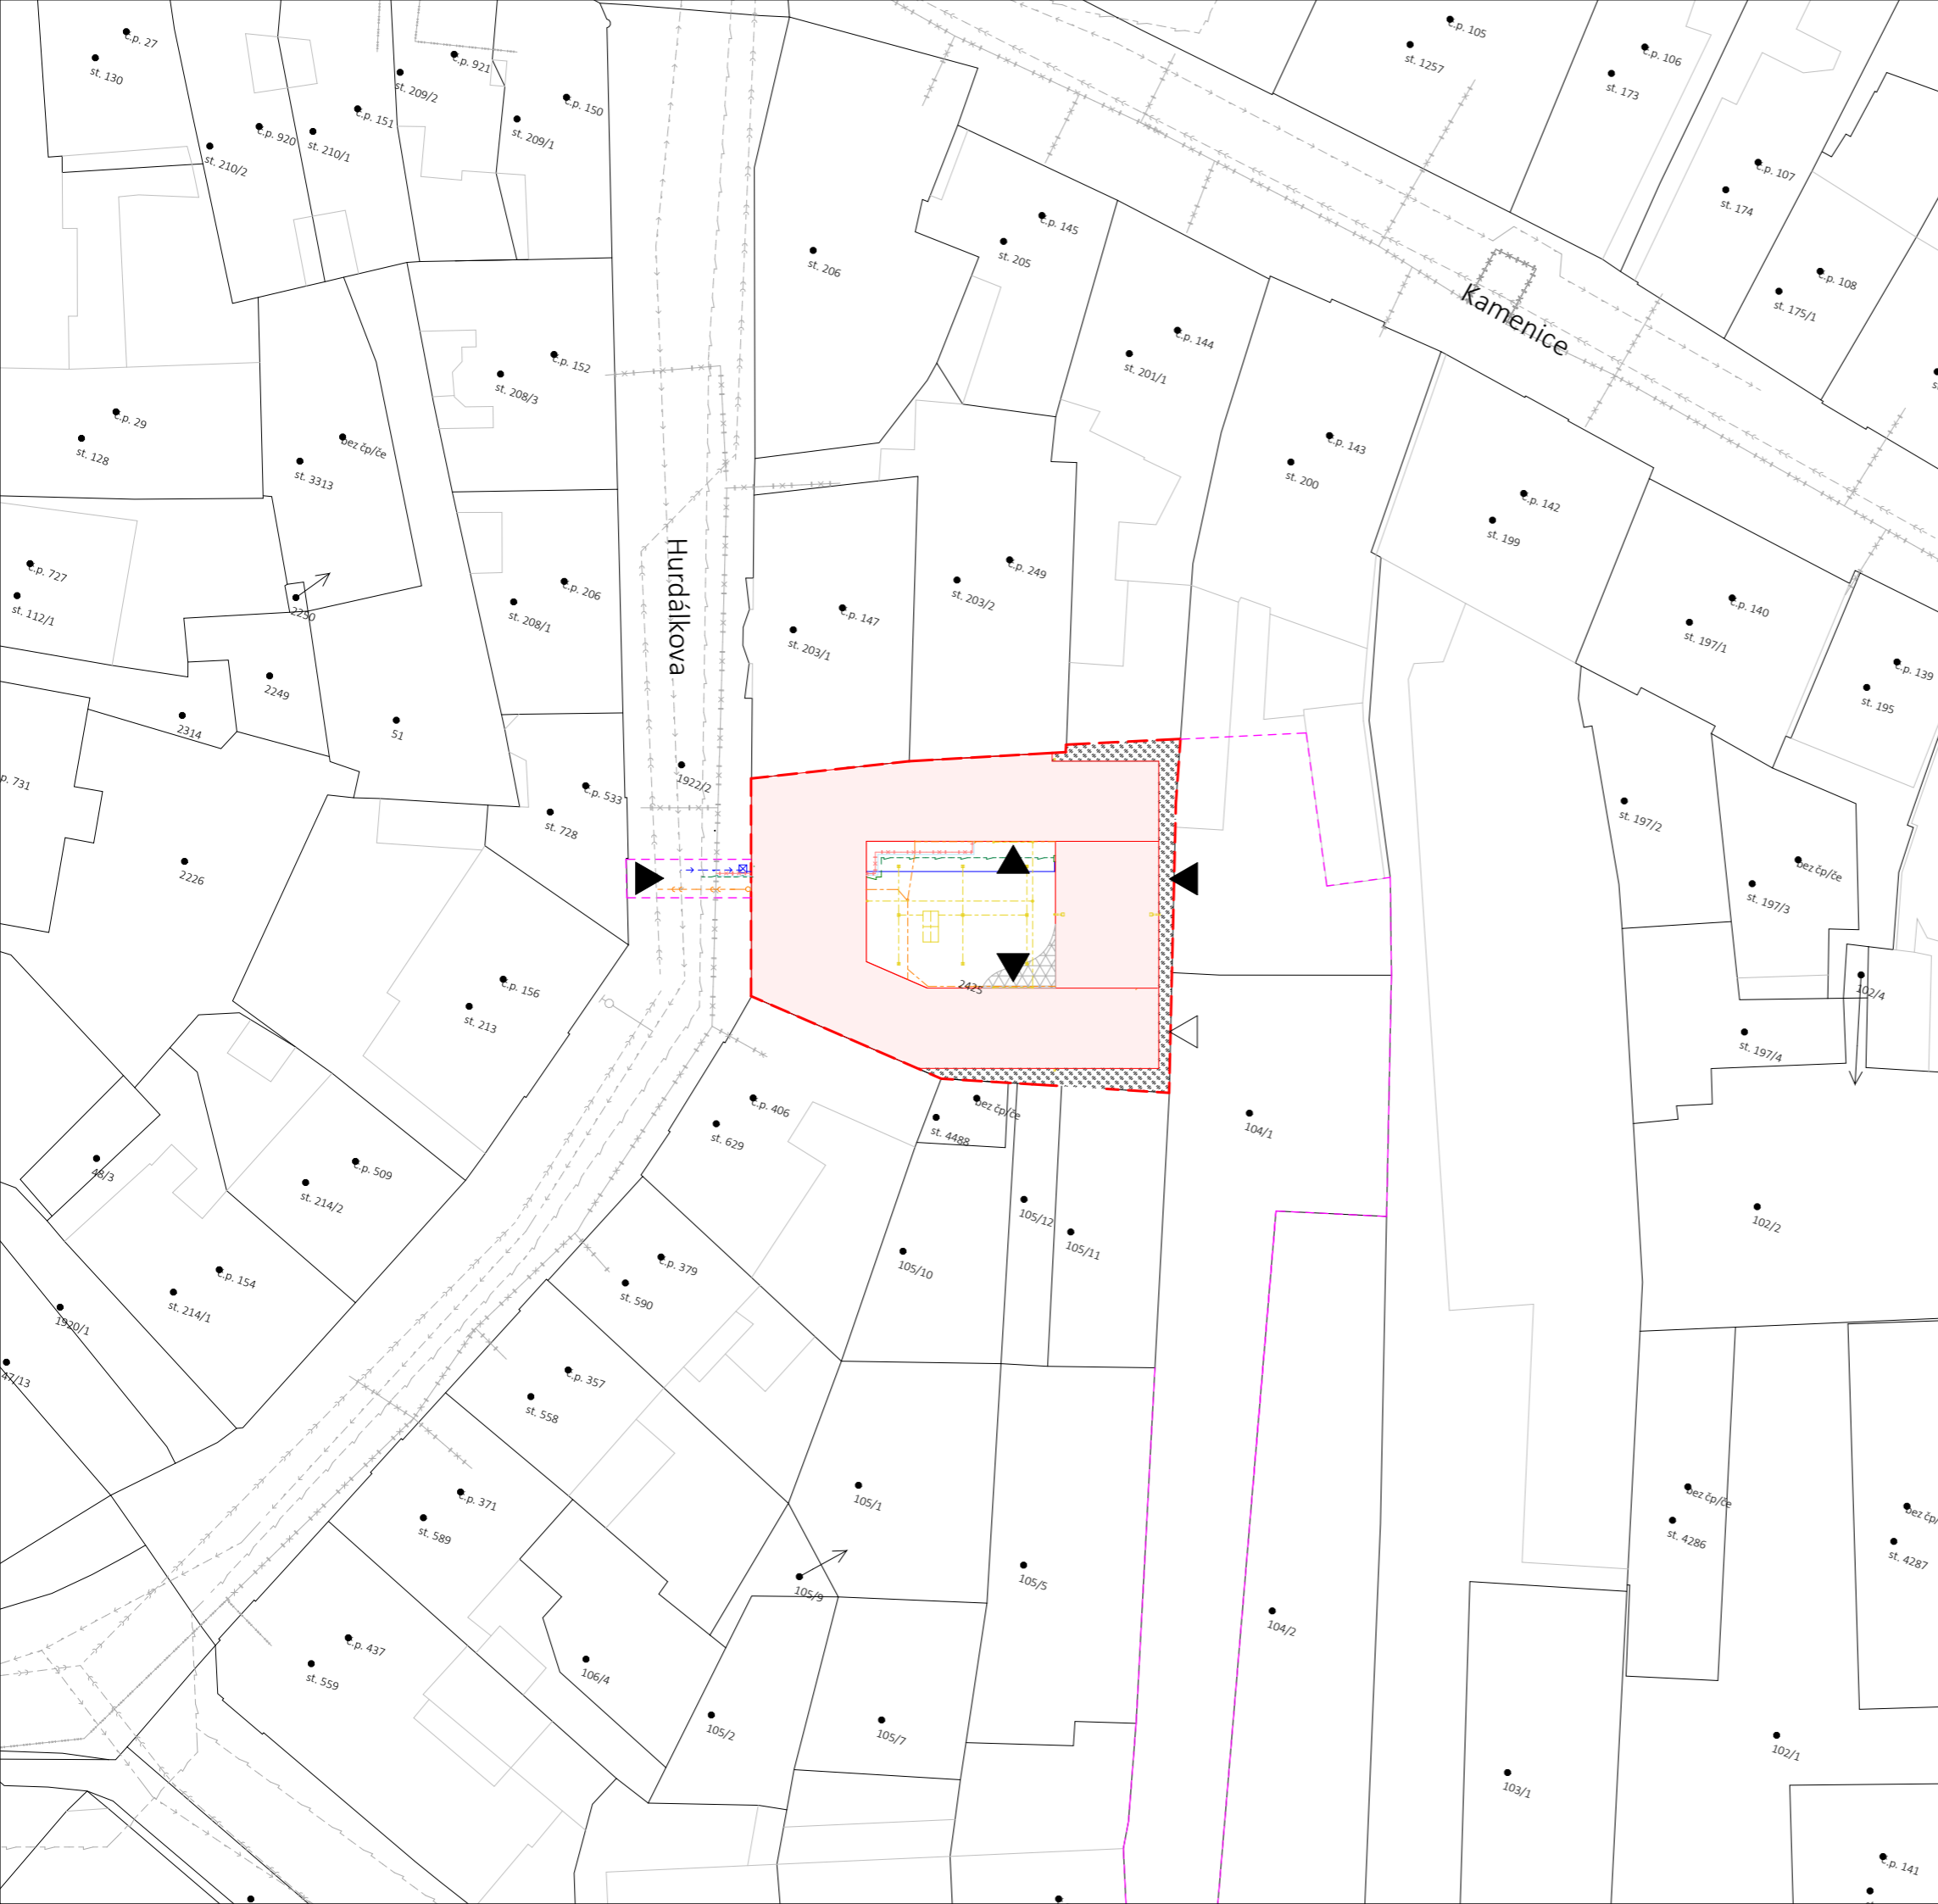 č.p. 27
st. 130
č.p. 921
st. 209/2
č.p. 151
č.p. 150
č.p. 920
st. 210/1
st. 209/1
st. 210/2
č.p. 105
st. 1257
č.p. 106
st. 173
č.p. 107
st. 174
č.p. 108
st. 175/1
č.p. 145
st. 205
st. 206
Kamenice
č.p. 144
st. 201/1
č.p. 152
st. 208/3
č.p. 29
st. 128
bez čp/če
st. 3313
č.p. 143
st. 200
č.p. 142
st. 199
č.p. 727
st. 112/1
2250
č.p. 206
st. 208/1
Hurdálkova
č.p. 147
st. 203/1
č.p. 249
st. 203/2
č.p. 140
st. 197/1
č.p. 139
st. 195
2249
2314
51
1922/2
p. 731
č.p. 533
st. 728
2226
st. 197/2
bez čp/če
st. 197/3
č.p. 156
st. 213
2425
102/4
st. 197/4
č.p. 406
st. 629
bez čp/če
st. 4488
104/1
48/3
č.p. 509
st. 214/2
105/12
105/11
102/2
č.p. 154
st. 214/1
1920/1
č.p. 379
st. 590
105/10
47/13
č.p. 357
st. 558
č.p. 371
st. 589
105/1
bez čp/če
st. 4286
bez čp/
st. 4287
105/9
105/5
104/2
č.p. 437
st. 559
106/4
105/2
105/7
102/1
103/1
č.p. 141